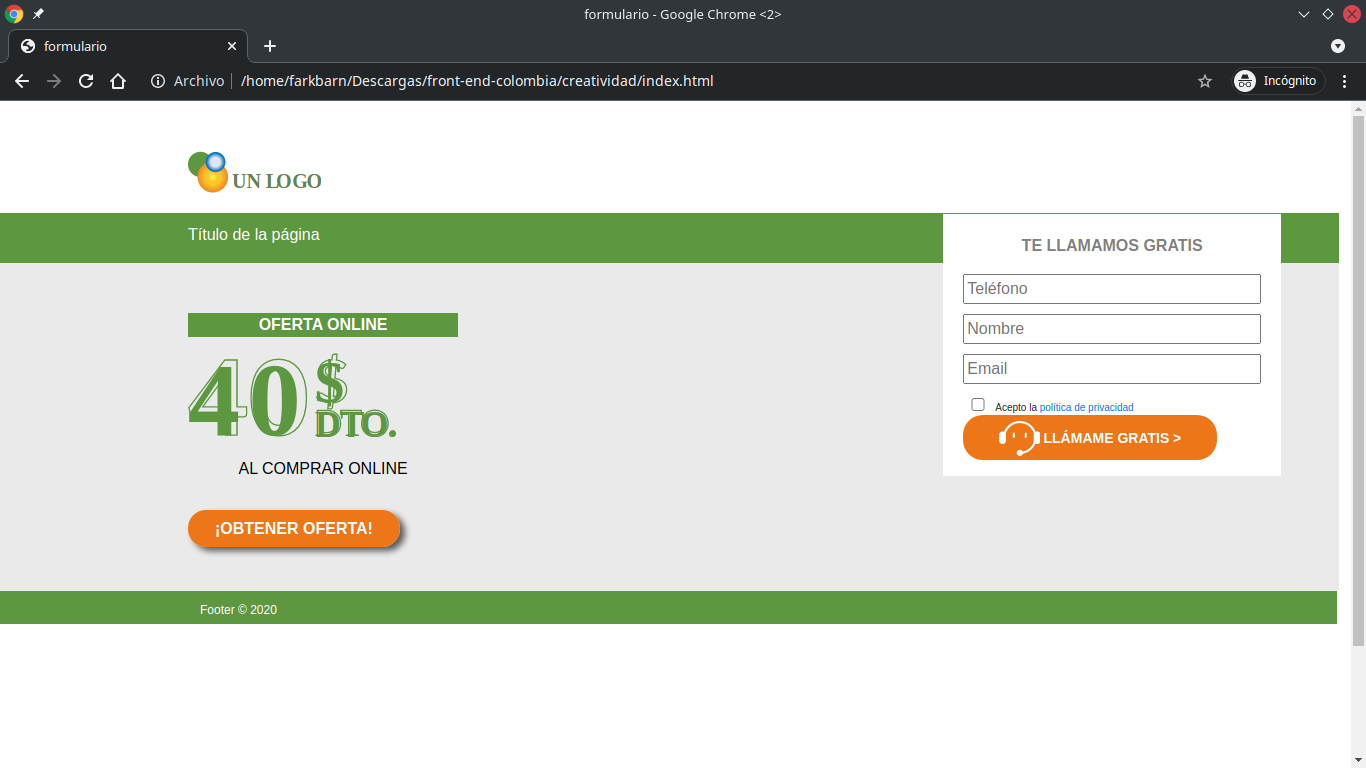 formulario - Google Chrome <2>
formulario
Archivo
/home/farkbarn/Descargas/front-end-colombia/creatividad/index.html
Incógnito
UN LOGO
Título de la página
TE LLAMAMOS GRATIS
Teléfono
Nombre
Email
Acepto la política de privacidad
LLÁMAME GRATIS >
OFERTA ONLINE
40 $
DTO.
AL COMPRAR ONLINE
¡OBTENER OFERTA!
Footer © 2020